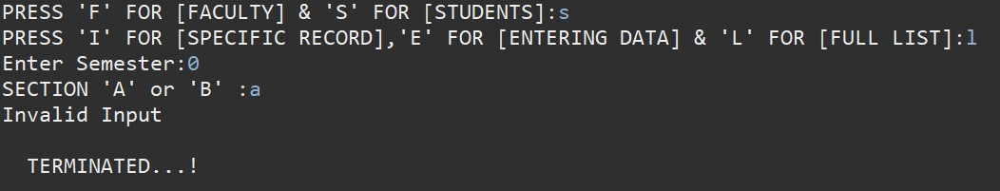 PRESS 'F' FOR [FACULTY] & 'S' FOR [STUDENTS]:s
PRESS 'I' FOR [SPECIFIC RECORD],'E' FOR [ENTERING DATA] & 'L' FOR [FULL LIST]:l
Enter Semester:0
SECTION 'A' or 'B' :a
Invalid Input
TERMINATED...!